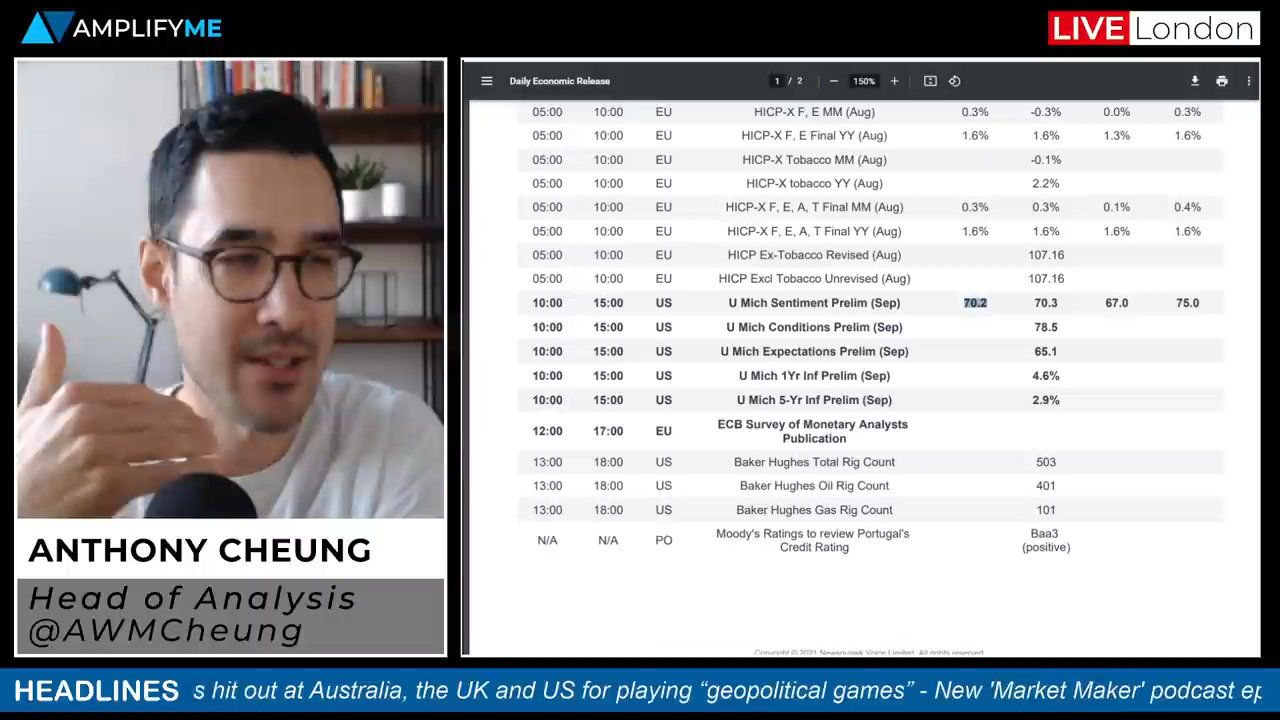 AMPLIFYME
LIVE London
Daily Economic Release
1 / 2
150%
05:00 10:00 EU HICP-X F, E MM (Aug) 0.3% -0.3% 0.0% 0.3%
05:00 10:00 EU HICP-X F, E Final YY (Aug) 1.6% 1.6% 1.3% 1.6%
05:00 10:00 EU HICP-X Tobacco MM (Aug) -0.1%
05:00 10:00 EU HICP-X tobacco YY (Aug) 2.2%
05:00 10:00 EU HICP-X F, E, A, T Final MM (Aug) 0.3% 0.3% 0.1% 0.4%
05:00 10:00 EU HICP-X F, E, A, T Final YY (Aug) 1.6% 1.6% 1.6% 1.6%
05:00 10:00 EU HICP Ex-Tobacco Revised (Aug) 107.16
05:00 10:00 EU HICP Excl Tobacco Unrevised (Aug) 107.16
10:00 15:00 US U Mich Sentiment Prelim (Sep) 70.2 70.3 67.0 75.0
10:00 15:00 US U Mich Conditions Prelim (Sep) 78.5
10:00 15:00 US U Mich Expectations Prelim (Sep) 65.1
10:00 15:00 US U Mich 1Yr Inf Prelim (Sep) 4.6%
10:00 15:00 US U Mich 5-Yr Inf Prelim (Sep) 2.9%
12:00 17:00 EU ECB Survey of Monetary Analysts
Publication
13:00 18:00 US Baker Hughes Total Rig Count 503
13:00 18:00 US Baker Hughes Oil Rig Count 401
13:00 18:00 US Baker Hughes Gas Rig Count 101
N/A N/A PO Moody's Ratings to review Portugal's Baa3
Credit Rating (positive)
Copyright © 2021 Newsquawk Voice Limited. All rights reserved.
ANTHONY CHEUNG
Head of Analysis
@AWMCheung
HEADLINES s hit out at Australia, the UK and US for playing “geopolitical games” - New 'Market Maker' podcast ep